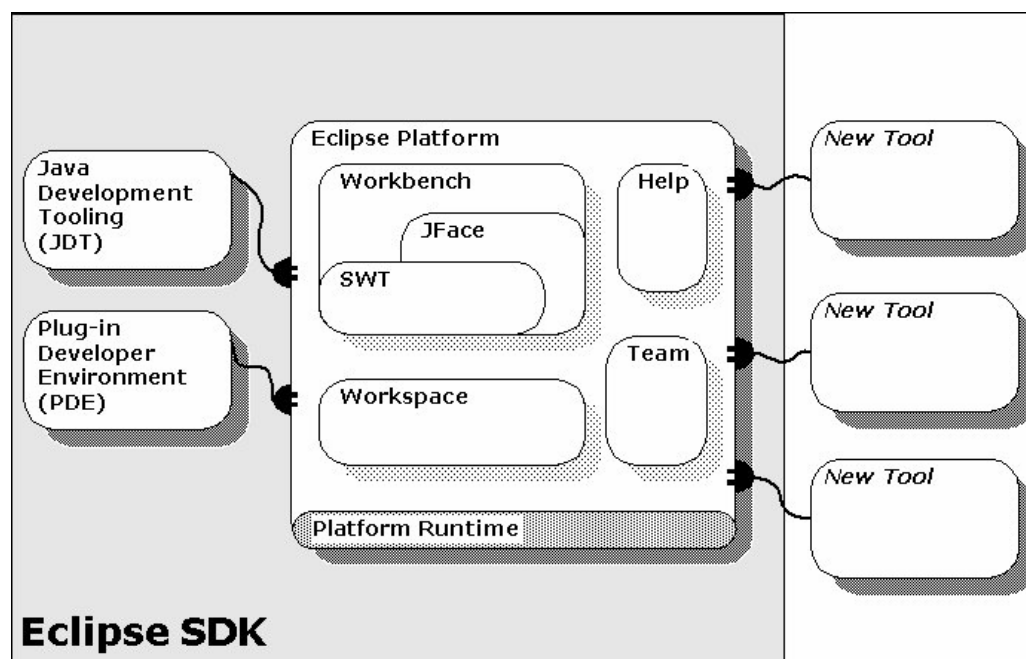 Java
Development
Tooling
(JDT)
Plug-in
Developer
Environment
(PDE)
Eclipse Platform
Workbench
JFace
SWT
Workspace
Help
Team
Platform Runtime
New Tool
New Tool
New Tool
Eclipse SDK